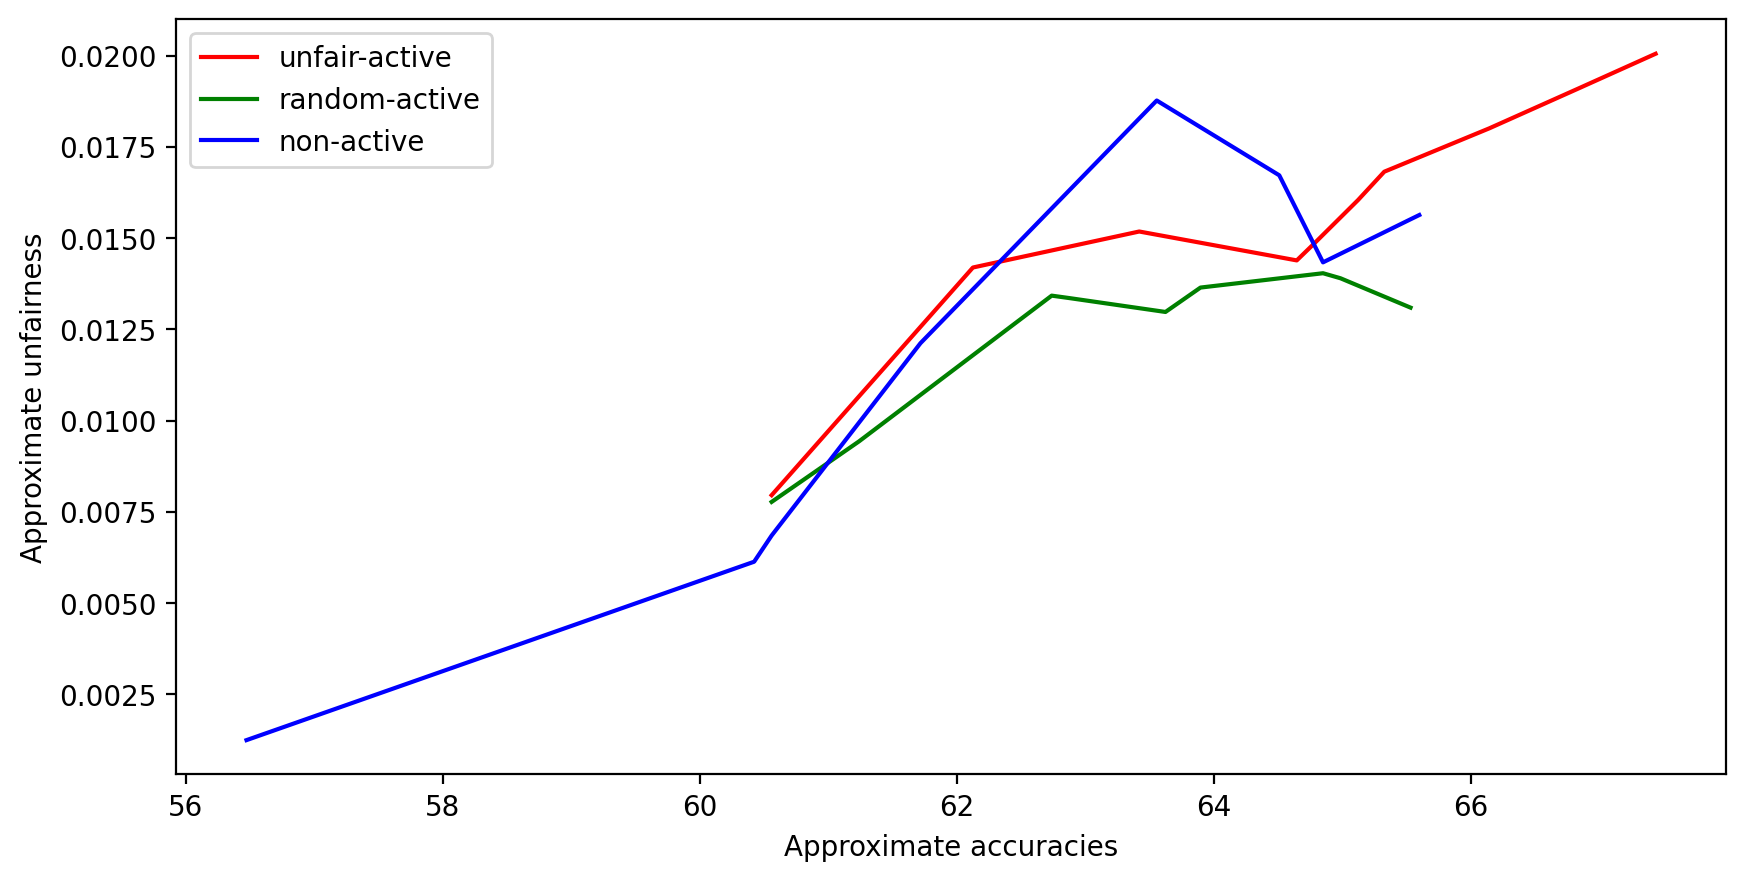 unfair-active
random-active
non-active
Approximate unfairness
0.0200
0.0175
0.0150
0.0125
0.0100
0.0075
0.0050
0.0025
56 58 60 62 64 66
Approximate accuracies